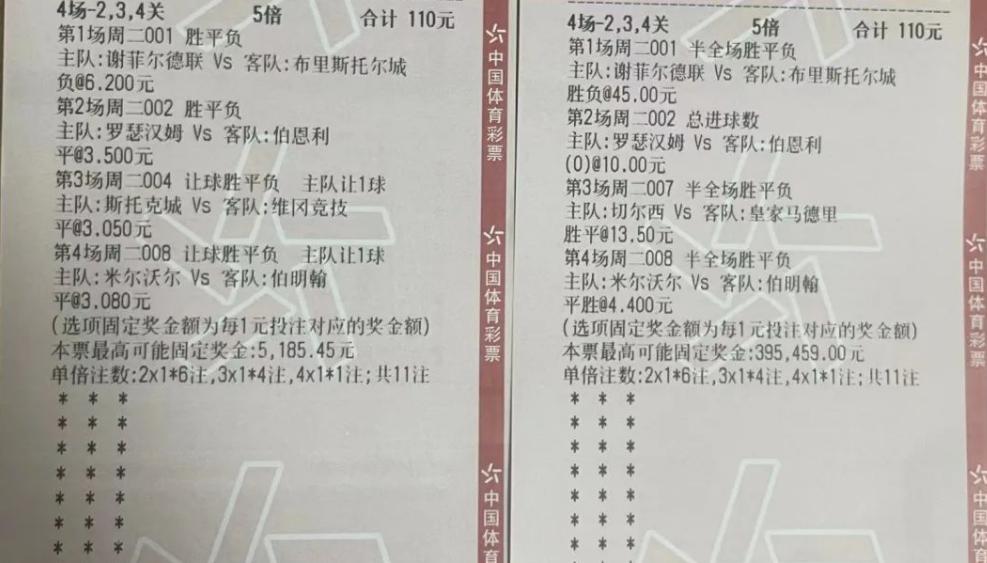 4场-2,3,4关 5倍 合计 110元
第1场周二001 胜平负
主队:谢菲尔德联 Vs 客队:布里斯托尔城
负@6.200元
第2场周二002 胜平负
主队:罗瑟汉姆 Vs 客队:伯恩利
平@3.500元
第3场周二004 让球胜平负 主队让1球
主队:斯托克城 Vs 客队:维冈竞技
平@3.050元
第4场周二008 让球胜平负 主队让1球
主队:米尔沃尔 Vs 客队:伯明翰
平@3.080元
(选项固定奖金额为每1元投注对应的奖金额)
本票最高可能固定奖金:5,185.45元
单倍注数:2x1*6注,3x1*4注,4x1*1注;共11注
* * *
* * *
* * *
* * *
* * *
* * *
* * *
中国体育彩票
中国体育彩票
中国体育
4场-2,3,4关 5倍 合计 110元
第1场周二001 半全场胜平负
主队:谢菲尔德联 Vs 客队:布里斯托尔城
胜负@45.00元
第2场周二002 总进球数
主队:罗瑟汉姆 Vs 客队:伯恩利
(0)@10.00元
第3场周二007 半全场胜平负
主队:切尔西 Vs 客队:皇家马德里
胜平@13.50元
第4场周二008 半全场胜平负
主队:米尔沃尔 Vs 客队:伯明翰
平胜@4.400元
(选项固定奖金额为每1元投注对应的奖金额)
本票最高可能固定奖金:395,459.00元
单倍注数:2x1*6注,3x1*4注,4x1*1注;共11注
* * *
* * *
* * *
* * *
* * *
* * *
* * *
中国体育彩票
中国体育彩票
中国体育